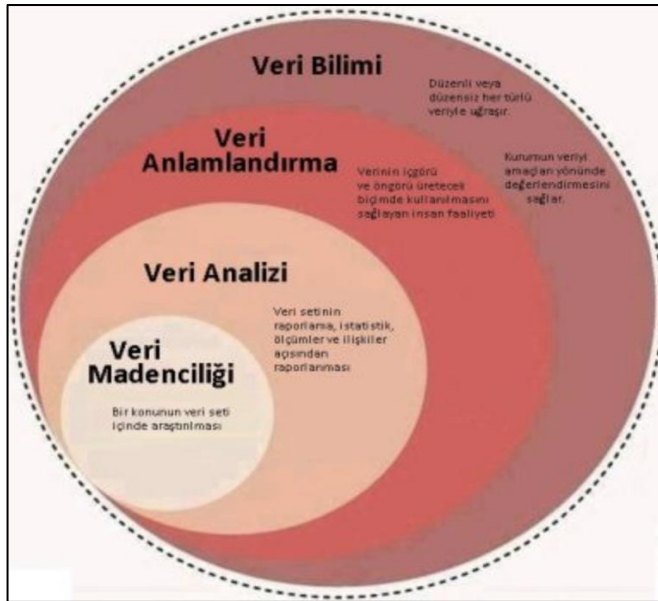 Veri Bilimi
Düzenli veya
düzensiz her türlü
veriyle uğraşır.
Kurumun veriyi
amaçları yönünde
değerlendirmesini
sağlar.
Veri
Anlamlandırma
Verinin içgörü
ve öngörü üretecek
biçimde kullanılmasını
sağlayan insan faaliyeti
Veri Analizi
Veri setinin
raporlama, istatistik,
ölçümler ve ilişkiler
açısından
raporlanması
Veri
Madenciliği
Bir konunun veri seti
içinde araştırılması